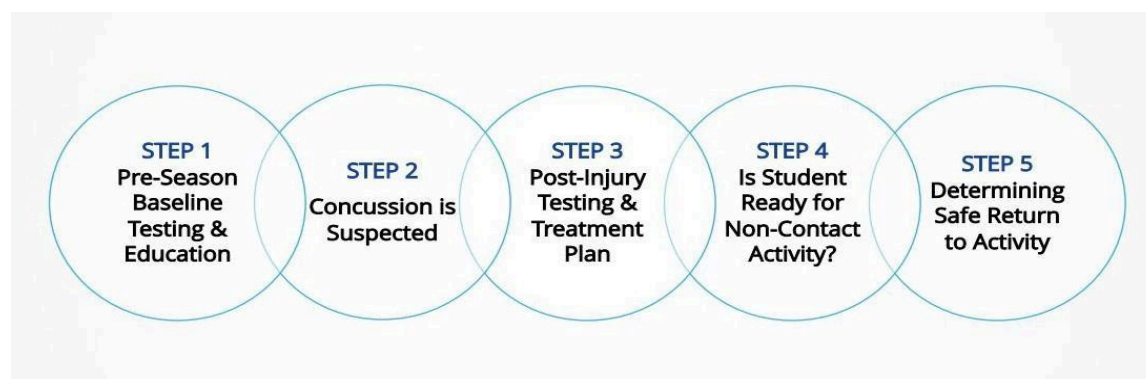 STEP 1
Pre-Season
Baseline
Testing &
Education
STEP 2
Concussion is
Suspected
STEP 3
Post-Injury
Testing &
Treatment
Plan
STEP 4
Is Student
Ready for
Non-Contact
Activity?
STEP 5
Determining
Safe Return
to Activity